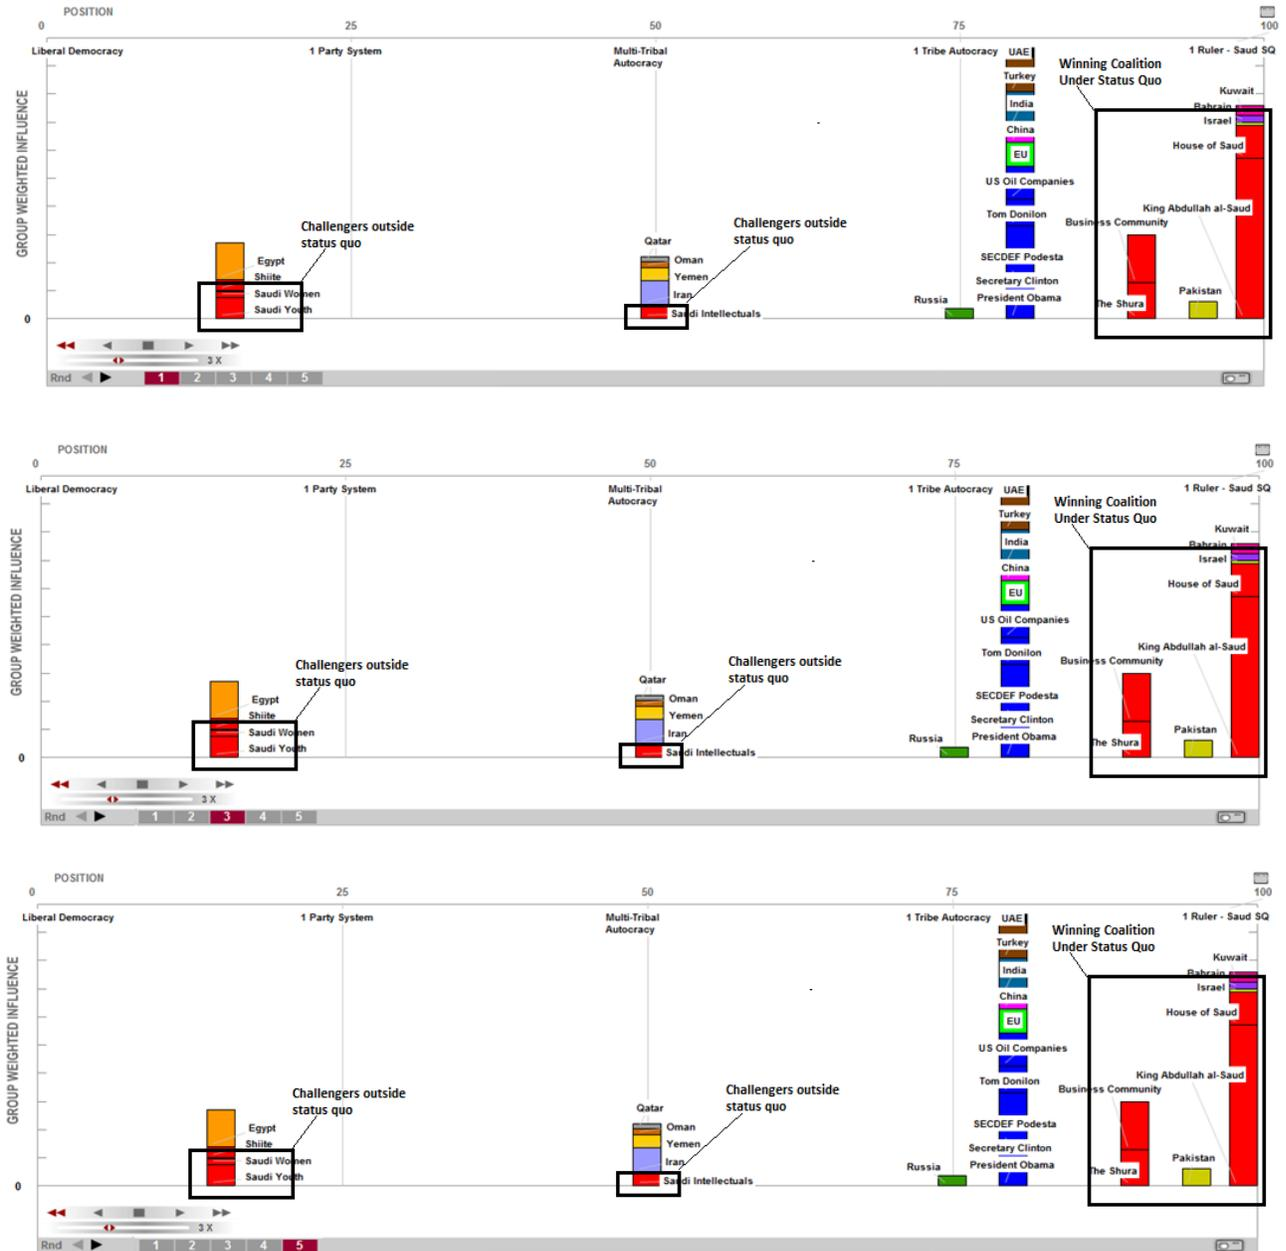 POSITION
0 25 50 75 100
Liberal Democracy 1 Party System Multi-Tribal 1 Tribe Autocracy UAE 1 Ruler - Saud SQ
Autocracy
Winning Coalition
Under Status Quo
Turkey
Kuwait
India
Bahrain
Israel
China
House of Saud
EU
US Oil Companies
King Abdullah al-Saud
Tom Donilon
Business Community
Challengers outside
status quo
Challengers outside
status quo
Qatar
Oman
SECDEF Podesta
Egypt
Shiite
Yemen
Secretary Clinton
Saudi Women
Iran
President Obama
Pakistan
Russia
The Shura
Saudi Youth
Saudi Intellectuals
GROUP WEIGHTED INFLUENCE
0
3 X
Rnd 1 2 3 4 5
POSITION
0 25 50 75 100
Liberal Democracy 1 Party System Multi-Tribal 1 Tribe Autocracy UAE 1 Ruler - Saud SQ
Autocracy
Winning Coalition
Under Status Quo
Turkey
Kuwait
India
Bahrain
Israel
China
House of Saud
EU
US Oil Companies
King Abdullah al-Saud
Tom Donilon
Business Community
Challengers outside
status quo
Challengers outside
status quo
Qatar
Oman
SECDEF Podesta
Egypt
Shiite
Yemen
Secretary Clinton
Saudi Women
Iran
President Obama
Pakistan
Russia
The Shura
Saudi Youth
Saudi Intellectuals
GROUP WEIGHTED INFLUENCE
0
3 X
Rnd 1 2 3 4 5
POSITION
0 25 50 75 100
Liberal Democracy 1 Party System Multi-Tribal 1 Tribe Autocracy UAE 1 Ruler - Saud SQ
Autocracy
Winning Coalition
Under Status Quo
Turkey
Kuwait
India
Bahrain
Israel
China
House of Saud
EU
US Oil Companies
King Abdullah al-Saud
Tom Donilon
Business Community
Challengers outside
status quo
Challengers outside
status quo
Qatar
Oman
SECDEF Podesta
Egypt
Shiite
Yemen
Secretary Clinton
Saudi Women
Iran
President Obama
Pakistan
Russia
The Shura
Saudi Youth
Saudi Intellectuals
GROUP WEIGHTED INFLUENCE
0
3 X
Rnd 1 2 3 4 5